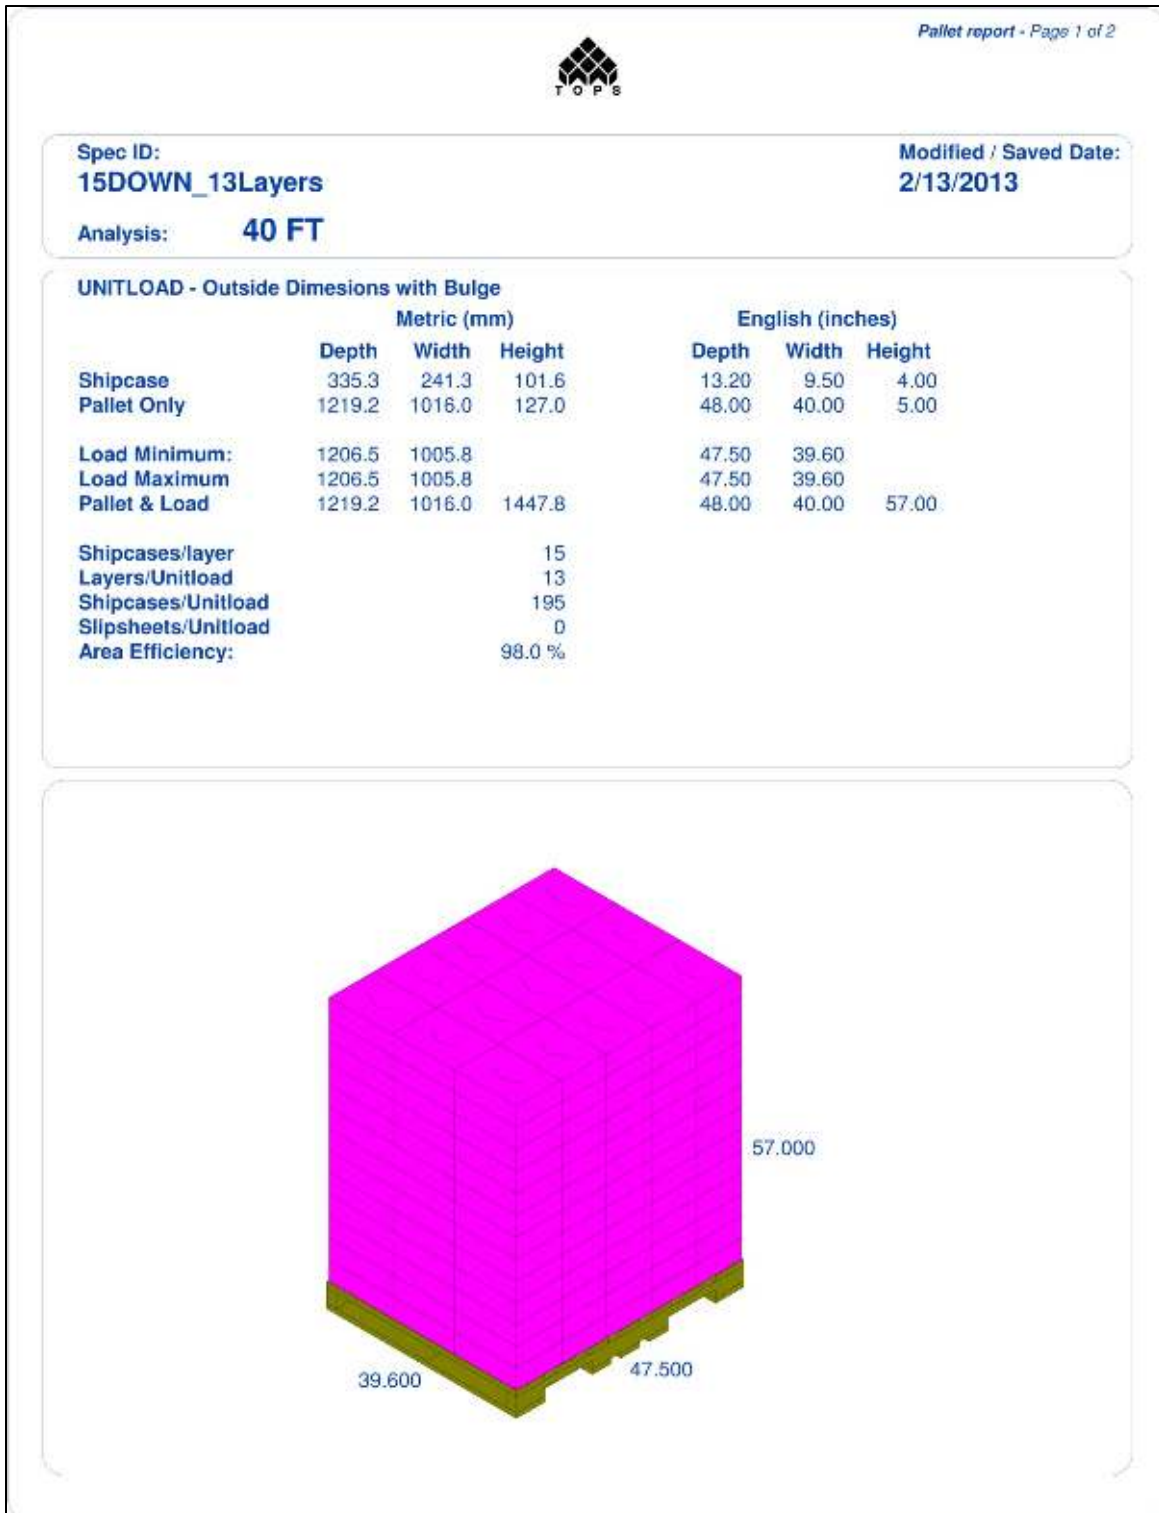 Pallet report - Page 1 of 2
TOPS
Spec ID:
Modified / Saved Date:
15DOWN_13Layers
2/13/2013
Analysis: 40 FT
UNITLOAD - Outside Dimesions with Bulge
Metric (mm) English (inches)
Depth Width Height Depth Width Height
Shipcase 335.3 241.3 101.6 13.20 9.50 4.00
Pallet Only 1219.2 1016.0 127.0 48.00 40.00 5.00
Load Minimum: 1206.5 1005.8 47.50 39.60
Load Maximum 1206.5 1005.8 47.50 39.60
Pallet & Load 1219.2 1016.0 1447.8 48.00 40.00 57.00
Shipcases/layer 15
Layers/Unitload 13
Shipcases/Unitload 195
Slipsheets/Unitload 0
Area Efficiency: 98.0 %
57.000
47.500
39.600